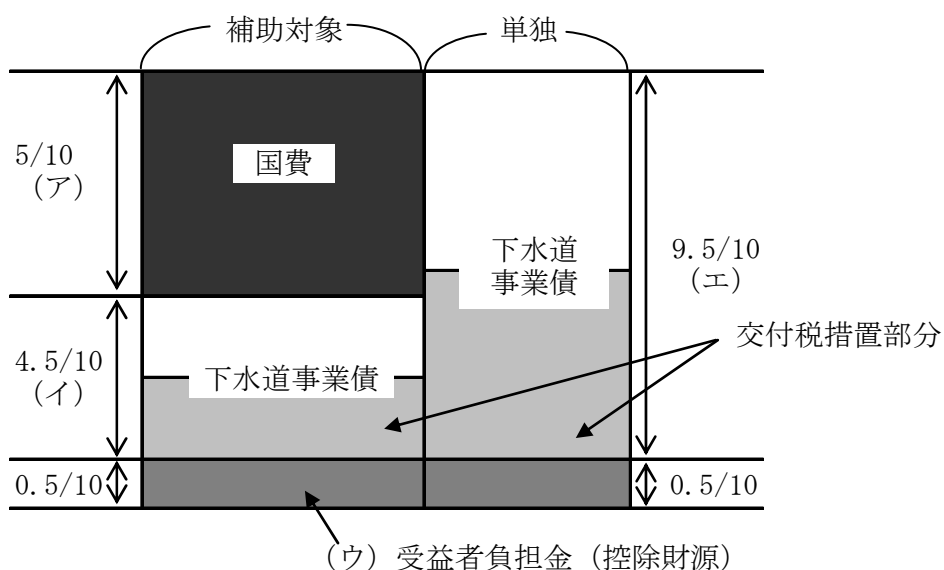 補助対象
単独
5/10
(ア)
国費
下水道
事業債
9.5/10
(エ)
4.5/10
(イ)
下水道事業債
交付税措置部分
0.5/10
0.5/10
(ウ) 受益者負担金 (控除財源)